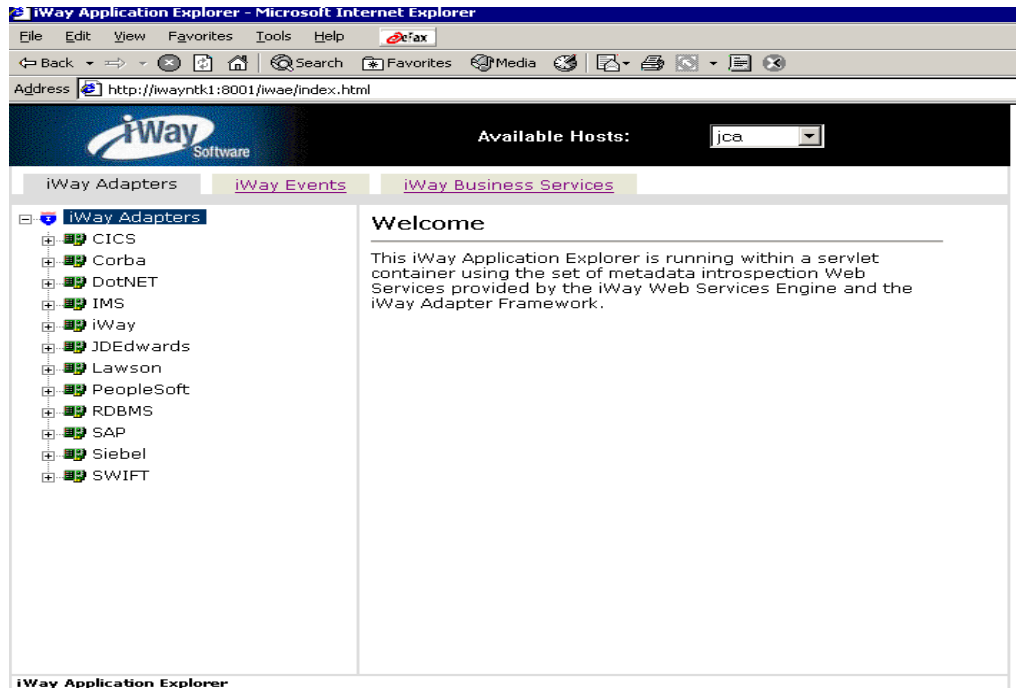 iWay Application Explorer - Microsoft Internet Explorer
File Edit View Favorites Tools Help eFax
Back Search Favorites Media
Address http://iwayntk1:8001/iwae/index.html
iWay Software
Available Hosts: jca
iWay Adapters iWay Events iWay Business Services
iWay Adapters
CICS
Corba
DotNET
IMS
iWay
JDEdwards
Lawson
PeopleSoft
RDBMS
SAP
Siebel
SWIFT
Welcome
This iWay Application Explorer is running within a servlet
container using the set of metadata introspection Web
Services provided by the iWay Web Services Engine and the
iWay Adapter Framework.
iWay Application Explorer